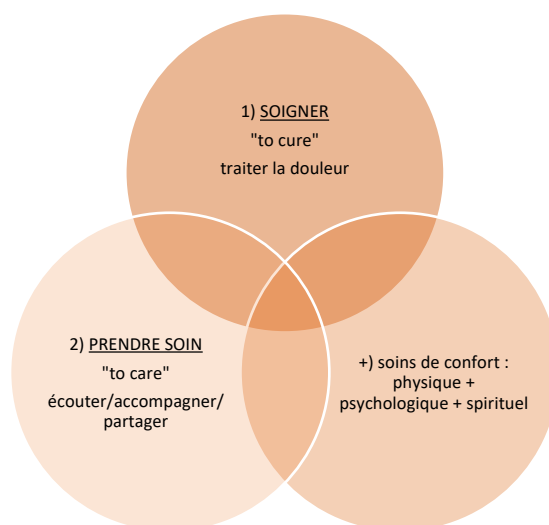 1) SOIGNER
"to cure"
traiter la douleur
2) PRENDRE SOIN
"to care"
écouter/accompagner/
partager
+) soins de confort :
physique +
psychologique + spirituel